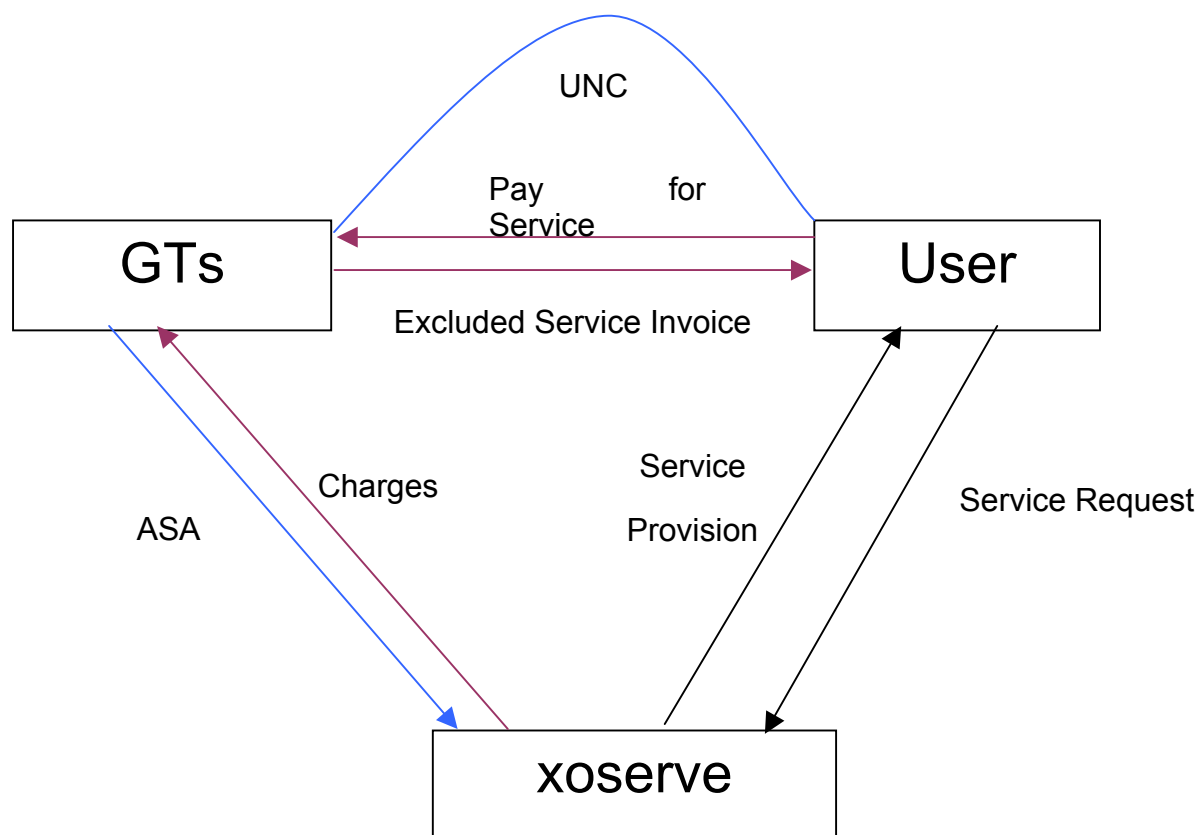 UNC
Pay for
Service
GTs
User
Excluded Service Invoice
Service
Charges
Service Request
ASA
Provision
xoserve